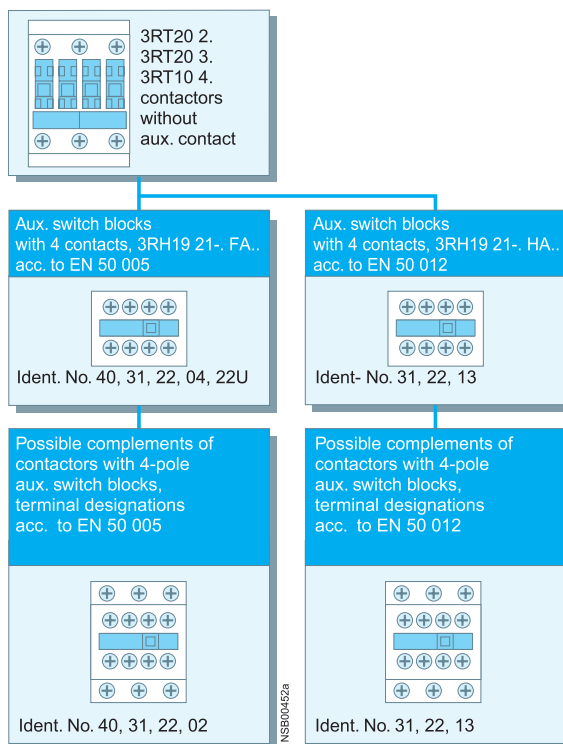 3RT20 2.
3RT20 3.
3RT10 4.
contactors
without
aux. contact
Aux. switch blocks
with 4 contacts, 3RH19 21-. FA..
acc. to EN 50 005
Ident. No. 40, 31, 22, 04, 22U
Aux. switch blocks
with 4 contacts, 3RH19 21-. HA..
acc. to EN 50 012
Ident- No. 31, 22, 13
Possible complements of
contactors with 4-pole
aux. switch blocks,
terminal designations
acc. to EN 50 005
Ident. No. 40, 31, 22, 02
Possible complements of
contactors with 4-pole
aux. switch blocks,
terminal designations
acc. to EN 50 012
Ident. No. 31, 22, 13
NSB00452a